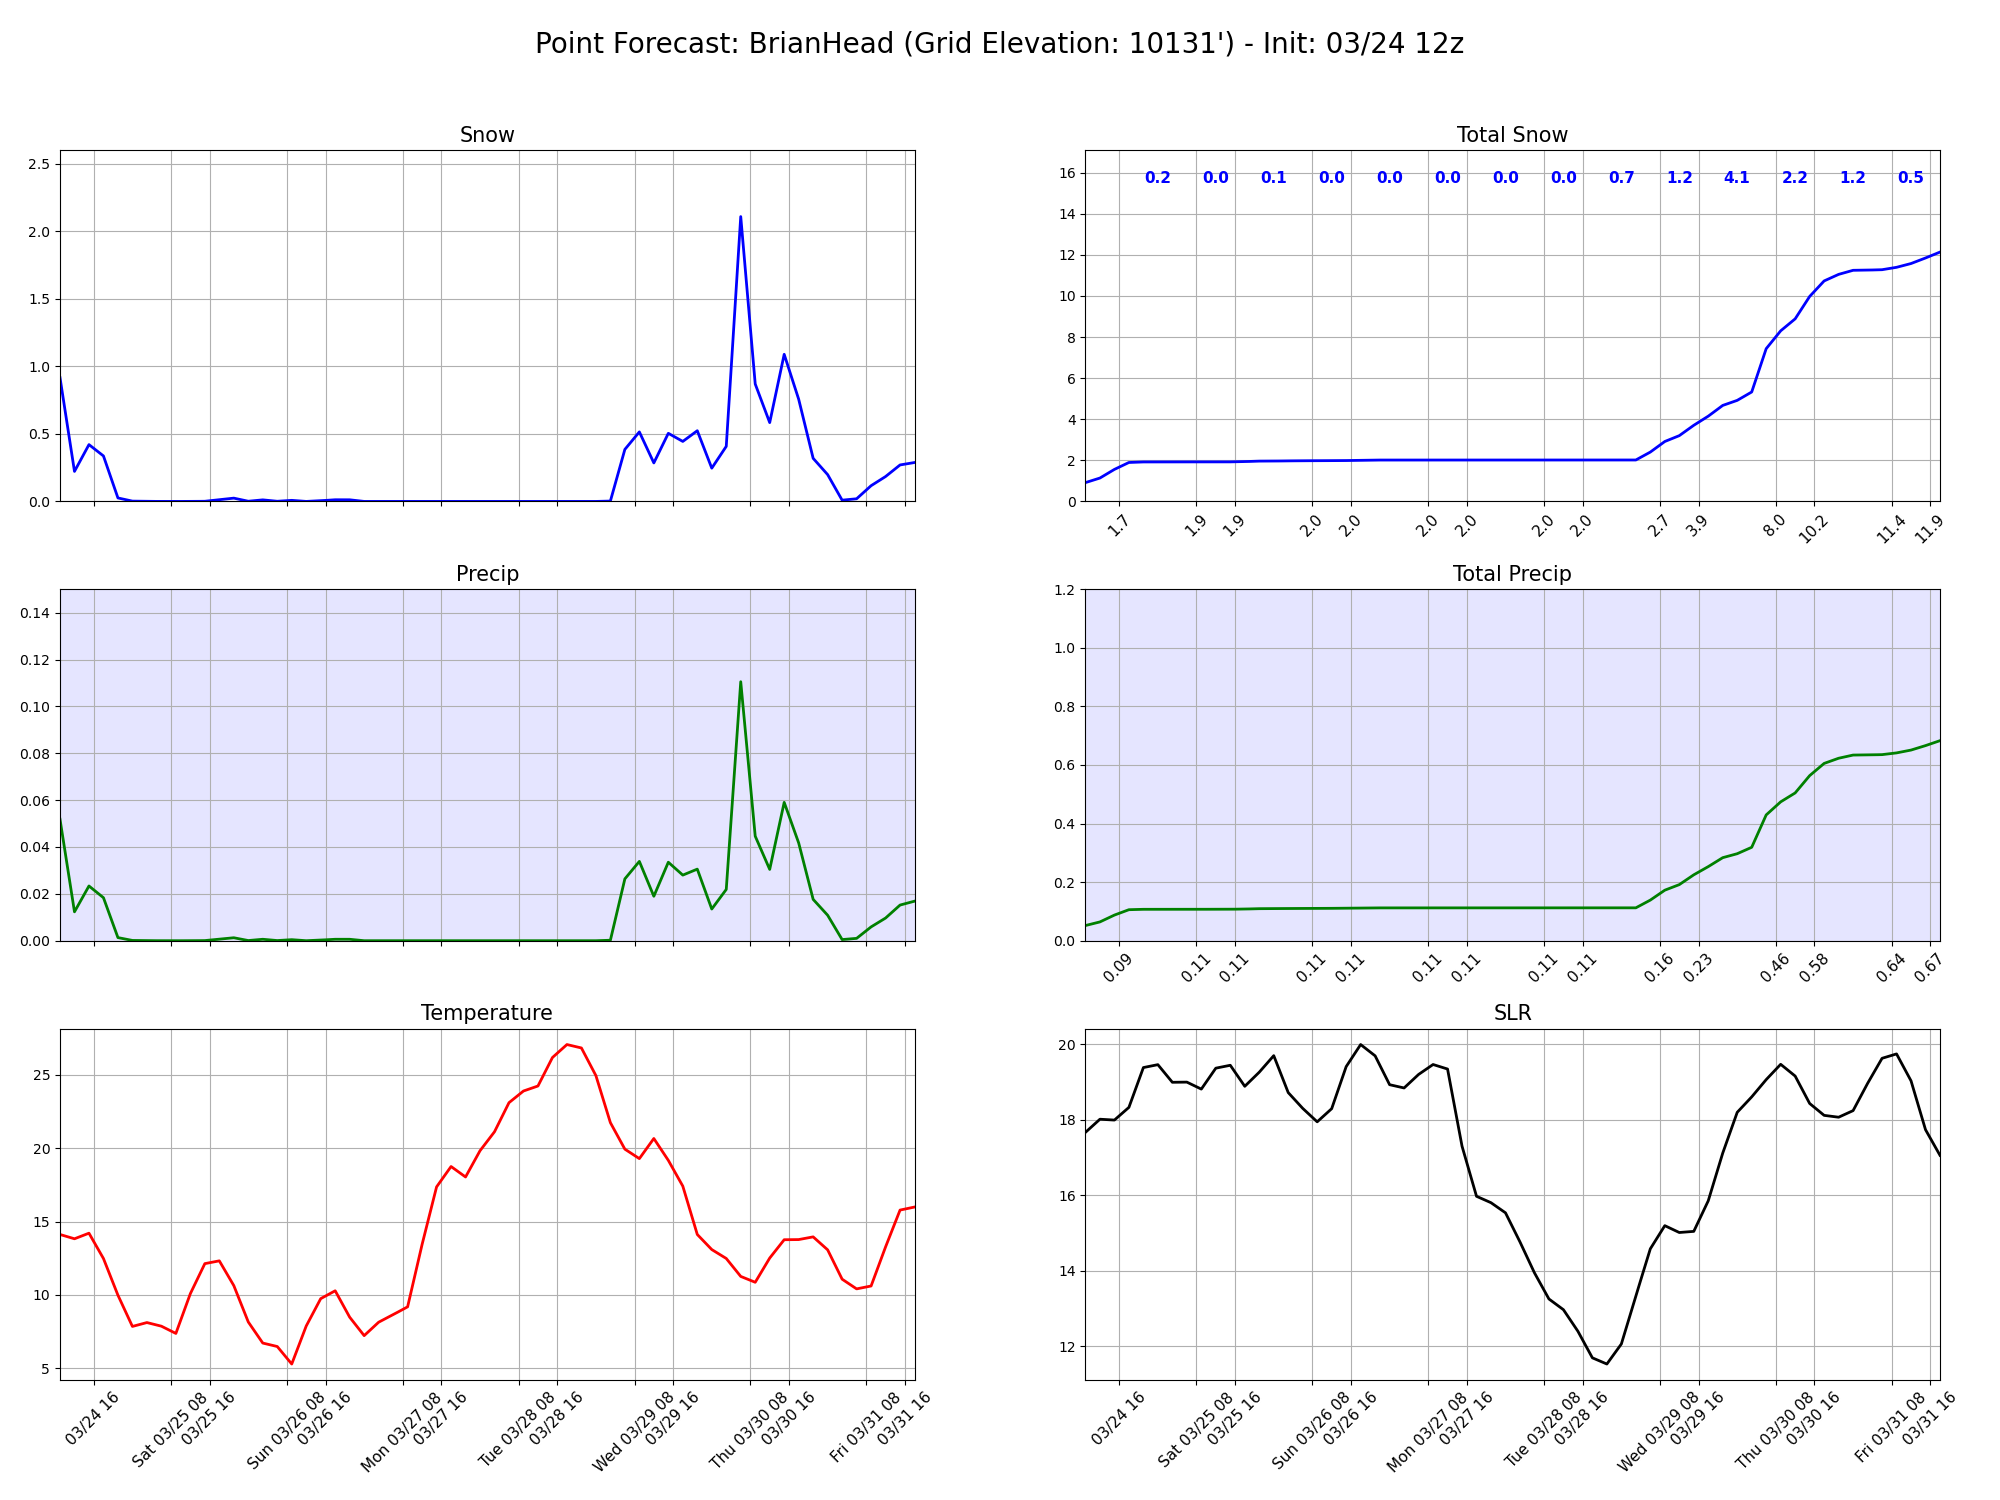 Point Forecast: BrianHead (Grid Elevation: 10131') - Init: 03/24 12z
Snow
2.5
2.0
1.5
1.0
0.5
0.0
Total Snow
16
14
12
10
8
6
4
2
0
0.2 0.0 0.1 0.0 0.0 0.0 0.0 0.0 0.7 1.2 4.1 2.2 1.2 0.5
1.7 1.9 1.9 2.0 2.0 2.0 2.0 2.0 2.0 2.7 3.9 8.0 10.2 11.4 11.9
Precip
0.14
0.12
0.10
0.08
0.06
0.04
0.02
0.00
Total Precip
1.2
1.0
0.8
0.6
0.4
0.2
0.0
0.09 0.11 0.11 0.11 0.11 0.11 0.11 0.11 0.11 0.16 0.23 0.46 0.58 0.64 0.67
Temperature
25
20
15
10
5
03/24 16
Sat 03/25 08
03/25 16
Sun 03/26 08
03/26 16
Mon 03/27 08
03/27 16
Tue 03/28 08
03/28 16
Wed 03/29 08
03/29 16
Thu 03/30 08
03/30 16
Fri 03/31 08
03/31 16
SLR
20
18
16
14
12
03/24 16
Sat 03/25 08
03/25 16
Sun 03/26 08
03/26 16
Mon 03/27 08
03/27 16
Tue 03/28 08
03/28 16
Wed 03/29 08
03/29 16
Thu 03/30 08
03/30 16
Fri 03/31 08
03/31 16